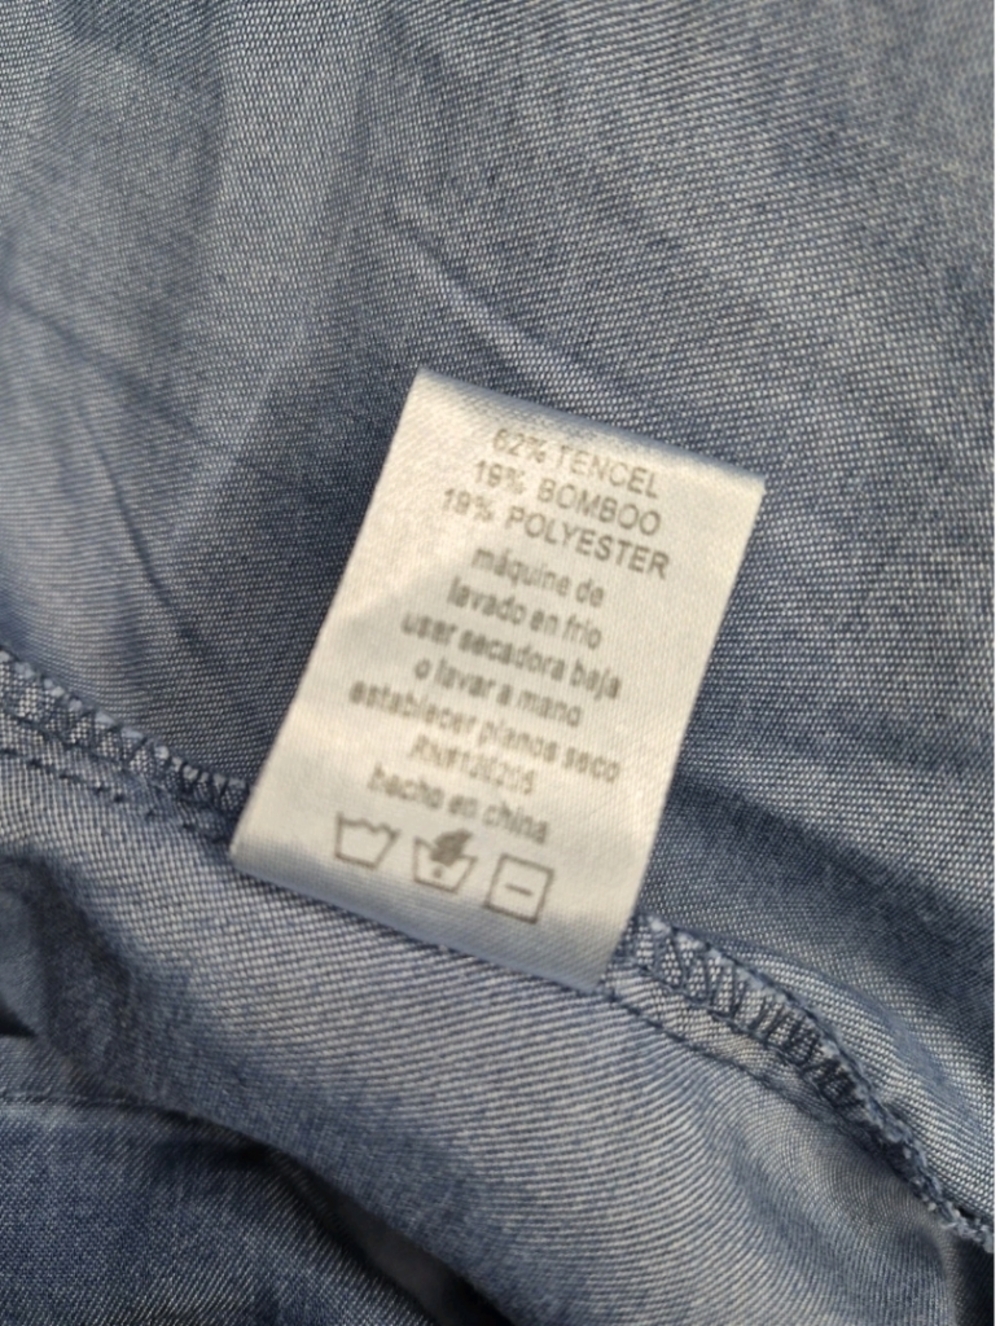 62% TENCEL
19% BOMBOO
19% POLYESTER
máquine de
lavado en frio
usar secadora baja
o lavar a mano
establecer planos seco
hecho en china